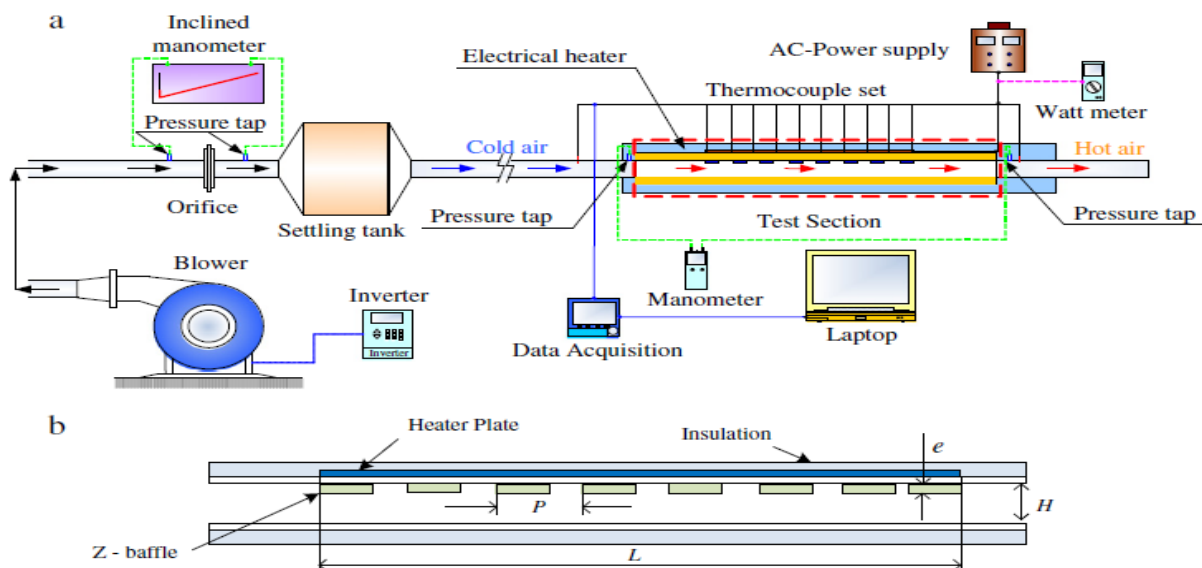 a
Inclined
manometer
Pressure tap
Orifice
Settling tank
Cold air
Electrical heater
Thermocouple set
AC-Power supply
Watt meter
Hot air
Pressure tap
Test Section
Pressure tap
Blower
Inverter
Inverter
Manometer
Data Acquisition
Laptop
b
Heater Plate
Insulation
e
P
H
Z - baffle
L